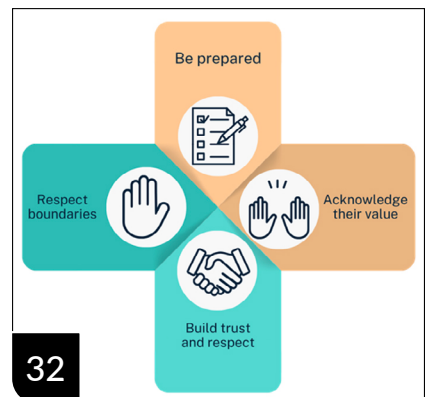 Be prepared
Respect
boundaries
Acknowledge
their value
Build trust
and respect
32